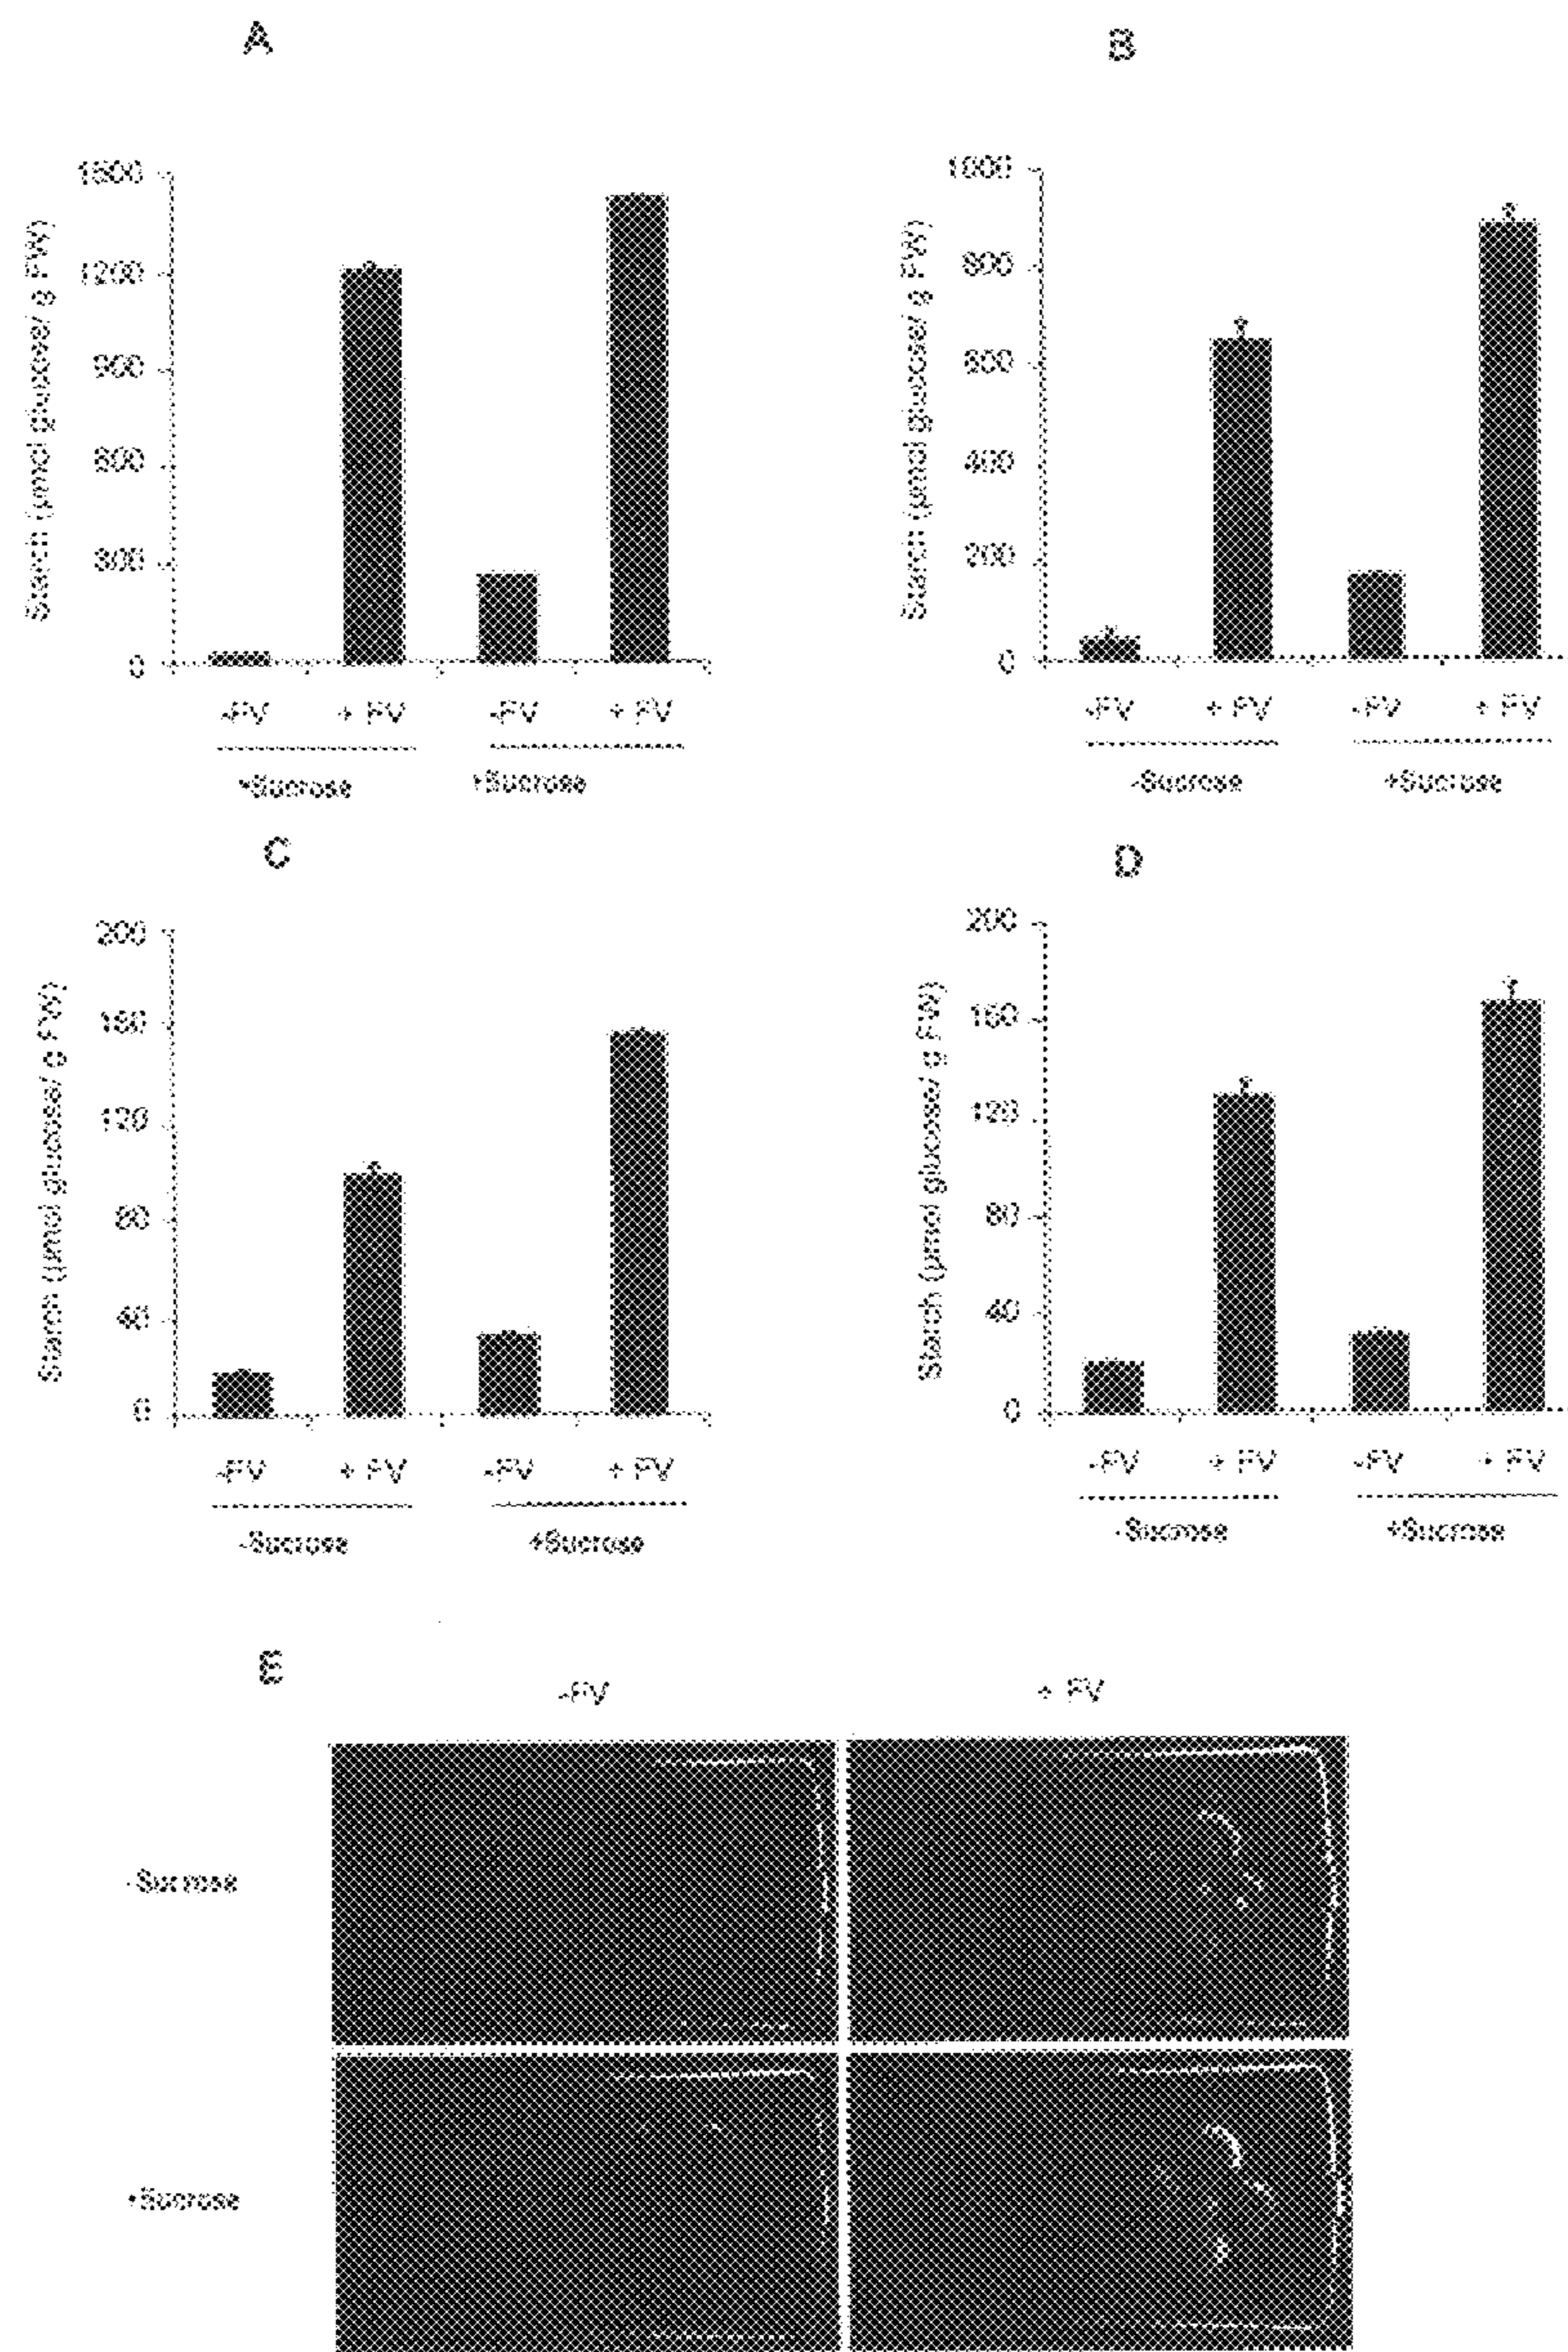 A
B
Starch (µmol glucose/ g FW)
1500
1200
900
600
300
0
-FV + FV -FV + FV
+Sucrose +Sucrose
Starch (µmol glucose/ g FW)
1000
800
600
400
200
0
-FV + FV -FV + FV
-Sucrose +Sucrose
C
D
Starch (µmol glucose/ g FW)
200
160
120
80
40
0
-FV + FV -FV + FV
-Sucrose +Sucrose
Starch (µmol glucose/ g FW)
200
160
120
80
40
0
-FV + FV -FV + FV
-Sucrose +Sucrose
E
-FV + FV
-Sucrose
+Sucrose